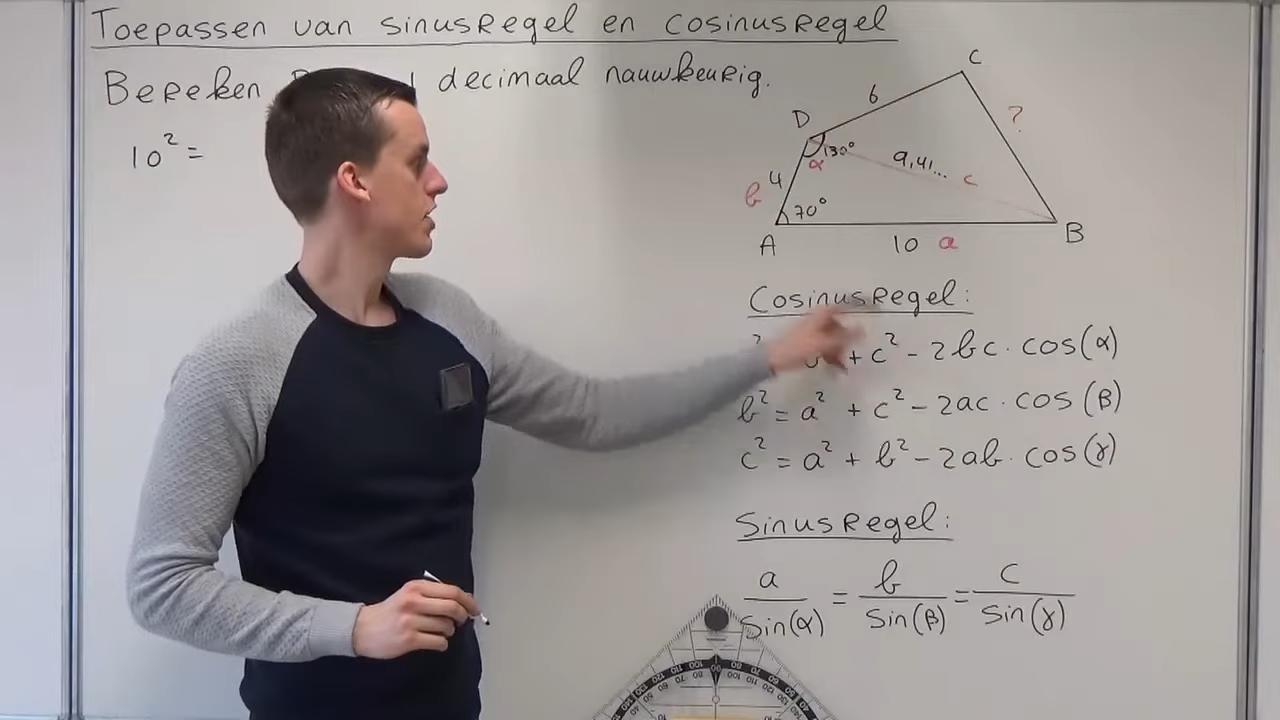 Toepassen van sinusregel en cosinusregel
Bereken decimaal nauwkeurig.
10² =
C
6
?
D
130°
α
9,41... c
b 4
70°
A
10 a
B
Cosinusregel:
² + c² - 2bc · cos(α)
b² = a² + c² - 2ac · cos(β)
c² = a² + b² - 2ab · cos(γ)
Sinusregel:
a b c
= =
sin(α) sin(β) sin(γ)